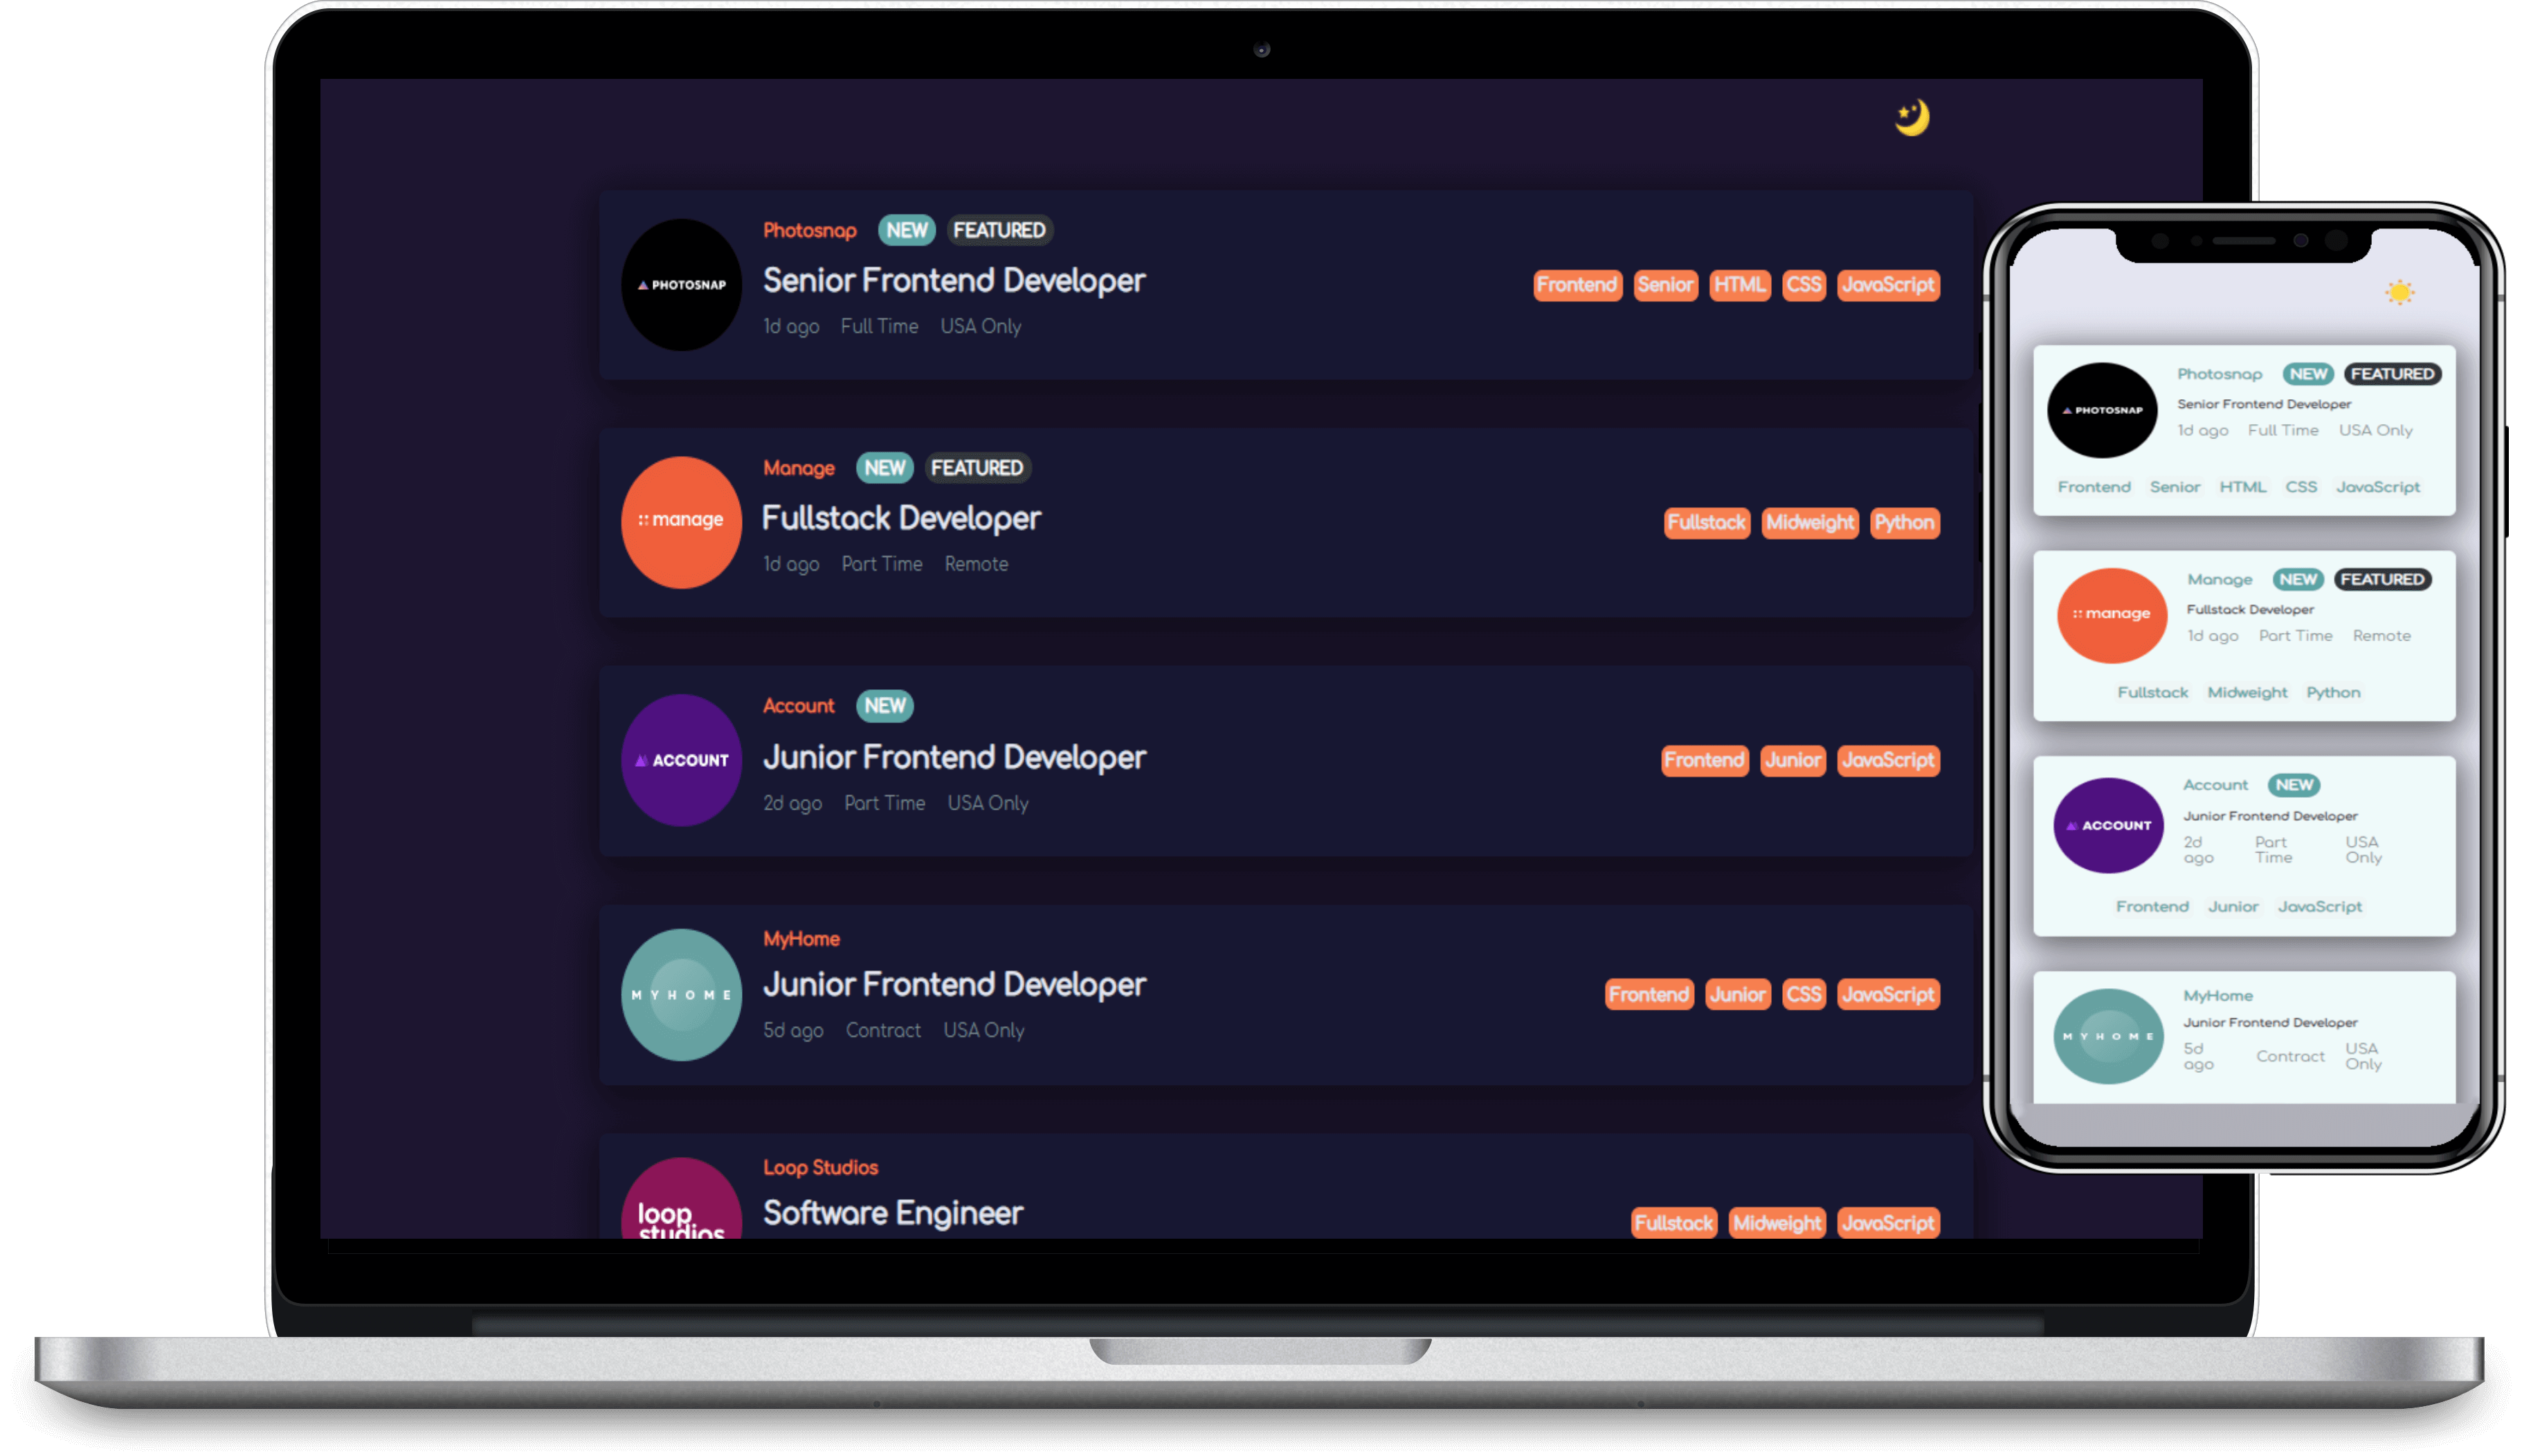 Photosnap NEW FEATURED
PHOTOSNAP
Senior Frontend Developer
1d ago Full Time USA Only
Frontend Senior HTML CSS JavaScript
Manage NEW FEATURED
manage
Fullstack Developer
1d ago Part Time Remote
Fullstack Midweight Python
Account NEW
ACCOUNT
Junior Frontend Developer
2d ago Part Time USA Only
Frontend Junior JavaScript
MyHome
MYHOME
Junior Frontend Developer
5d ago Contract USA Only
Frontend Junior CSS JavaScript
Loop Studios
loop
studios
Software Engineer
Fullstack Midweight JavaScript
Photosnap NEW FEATURED
PHOTOSNAP
Senior Frontend Developer
1d ago Full Time USA Only
Frontend Senior HTML CSS JavaScript
Manage NEW FEATURED
manage
Fullstack Developer
1d ago Part Time Remote
Fullstack Midweight Python
Account NEW
ACCOUNT
Junior Frontend Developer
2d ago Part Time USA Only
Frontend Junior JavaScript
MyHome
MYHOME
Junior Frontend Developer
5d ago Contract USA Only